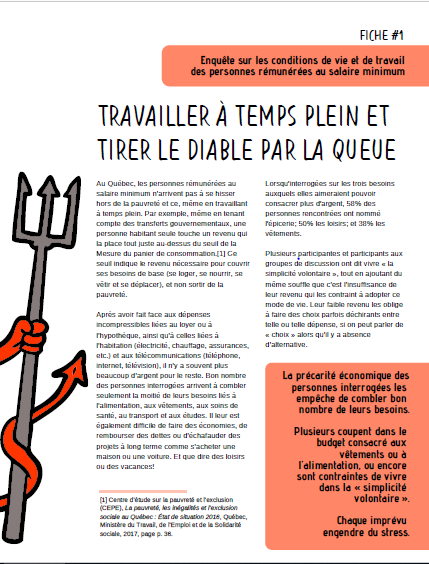 FICHE #1
Enquête sur les conditions de vie et de travail
des personnes rémunérées au salaire minimum
TRAVAILLER À TEMPS PLEIN ET
TIRER LE DIABLE PAR LA QUEUE
Au Québec, les personnes rémunérées au
salaire minimum n'arrivent pas à se hisser
hors de la pauvreté et ce, même en travaillant
à temps plein. Par exemple, même en tenant
compte des transferts gouvernementaux, une
personne habitant seule touche un revenu qui
la place tout juste au-dessus du seuil de la
Mesure du panier de consommation.[1] Ce
seuil indique le revenu nécessaire pour couvrir
ses besoins de base (se loger, se nourrir, se
vêtir et se déplacer), et non sortir de la
pauvreté.
Après avoir fait face aux dépenses
incompressibles liées au loyer ou à
l'hypothèque, ainsi qu'à celles liées à
l'habitation (électricité, chauffage, assurances,
etc.) et aux télécommunications (téléphone,
internet, télévision), il n'y a souvent plus
beaucoup d'argent pour le reste. Bon nombre
des personnes interrogées arrivent à combler
seulement la moitié de leurs besoins liés à
l'alimentation, aux vêtements, aux soins de
santé, au transport et aux études. Il leur est
également difficile de faire des économies, de
rembourser des dettes ou d'échafauder des
projets à long terme comme s'acheter une
maison ou une voiture. Et que dire des loisirs
ou des vacances!
[1] Centre d'étude sur la pauvreté et l'exclusion
(CEPE), La pauvreté, les inégalités et l'exclusion
sociale au Québec : État de situation 2016, Québec,
Ministère du Travail, de l'Emploi et de la Solidarité
sociale, 2017, page p. 36.
Lorsqu'interrogées sur les trois besoins
auxquels elles aimeraient pouvoir
consacrer plus d'argent, 58% des
personnes rencontrées ont nommé
l'épicerie; 50% les loisirs; et 38% les
vêtements.
Plusieurs participantes et participants aux
groupes de discussion ont dit vivre « la
simplicité volontaire », tout en ajoutant du
même souffle que c'est l'insuffisance de
leur revenu qui les contraint à adopter ce
mode de vie. Leur faible revenu les oblige
à faire des choix parfois déchirants entre
telle ou telle dépense, si on peut parler de
« choix » alors qu'il y a absence
d'alternative.
La précarité économique des
personnes interrogées les
empêche de combler bon
nombre de leurs besoins.
Plusieurs coupent dans le
budget consacré aux
vêtements ou à
l'alimentation, ou encore
sont contraintes de vivre
dans la « simplicité
volontaire ».
Chaque imprévu
engendre du stress.